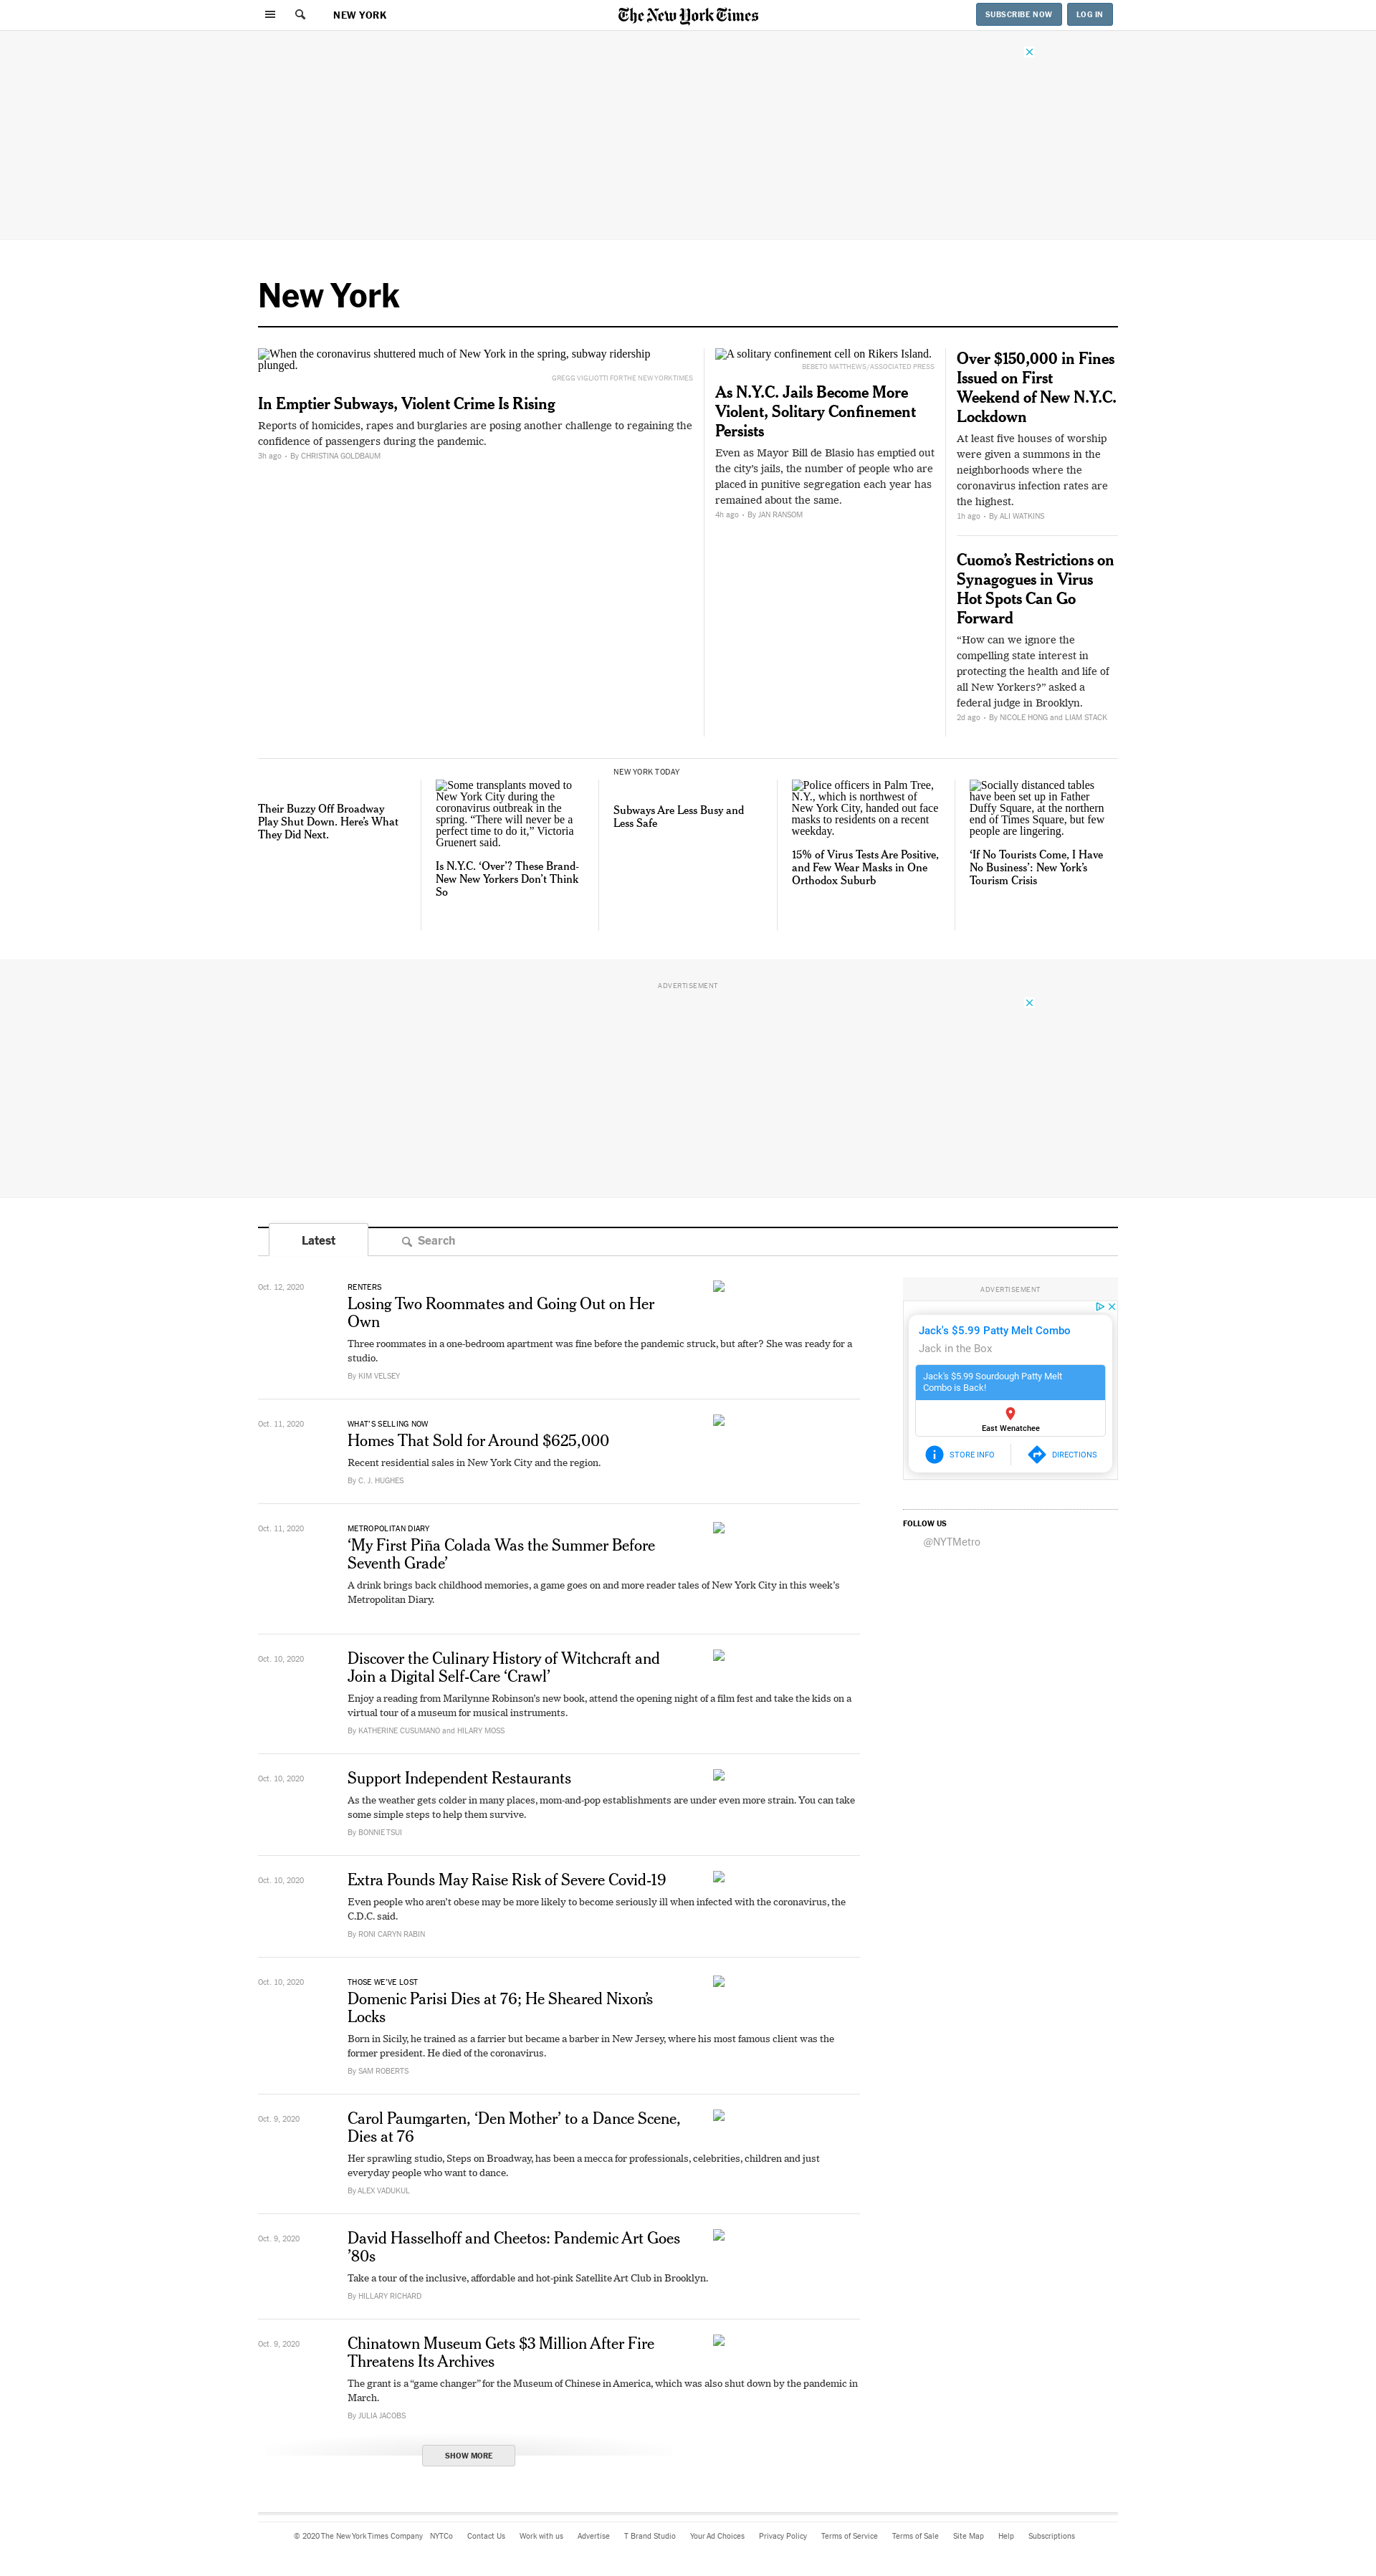 NEW YORK
The New York Times
SUBSCRIBE NOW
LOG IN
New York
When the coronavirus shuttered much of New York in the spring, subway ridership
plunged.
GREGG VIGLIOTTI FOR THE NEW YORK TIMES
In Emptier Subways, Violent Crime Is Rising
Reports of homicides, rapes and burglaries are posing another challenge to regaining the
confidence of passengers during the pandemic.
3h ago • By CHRISTINA GOLDBAUM
A solitary confinement cell on Rikers Island.
BEBETO MATTHEWS/ASSOCIATED PRESS
As N.Y.C. Jails Become More
Violent, Solitary Confinement
Persists
Even as Mayor Bill de Blasio has emptied out
the city’s jails, the number of people who are
placed in punitive segregation each year has
remained about the same.
4h ago • By JAN RANSOM
Over $150,000 in Fines
Issued on First
Weekend of New N.Y.C.
Lockdown
At least five houses of worship
were given a summons in the
neighborhoods where the
coronavirus infection rates are
the highest.
1h ago • By ALI WATKINS
Cuomo’s Restrictions on
Synagogues in Virus
Hot Spots Can Go
Forward
“How can we ignore the
compelling state interest in
protecting the health and life of
all New Yorkers?” asked a
federal judge in Brooklyn.
2d ago • By NICOLE HONG and LIAM STACK
Their Buzzy Off Broadway
Play Shut Down. Here’s What
They Did Next.
Some transplants moved to
New York City during the
coronavirus outbreak in the
spring. “There will never be a
perfect time to do it,” Victoria
Gruenert said.
Is N.Y.C. ‘Over’? These Brand-
New New Yorkers Don’t Think
So
NEW YORK TODAY
Subways Are Less Busy and
Less Safe
Police officers in Palm Tree,
N.Y., which is northwest of
New York City, handed out face
masks to residents on a recent
weekday.
15% of Virus Tests Are Positive,
and Few Wear Masks in One
Orthodox Suburb
Socially distanced tables
have been set up in Father
Duffy Square, at the northern
end of Times Square, but few
people are lingering.
‘If No Tourists Come, I Have
No Business’: New York’s
Tourism Crisis
ADVERTISEMENT
Latest
Search
Oct. 12, 2020
RENTERS
Losing Two Roommates and Going Out on Her
Own
Three roommates in a one-bedroom apartment was fine before the pandemic struck, but after? She was ready for a
studio.
By KIM VELSEY
Oct. 11, 2020
WHAT’S SELLING NOW
Homes That Sold for Around $625,000
Recent residential sales in New York City and the region.
By C. J. HUGHES
Oct. 11, 2020
METROPOLITAN DIARY
‘My First Piña Colada Was the Summer Before
Seventh Grade’
A drink brings back childhood memories, a game goes on and more reader tales of New York City in this week’s
Metropolitan Diary.
Oct. 10, 2020
Discover the Culinary History of Witchcraft and
Join a Digital Self-Care ‘Crawl’
Enjoy a reading from Marilynne Robinson’s new book, attend the opening night of a film fest and take the kids on a
virtual tour of a museum for musical instruments.
By KATHERINE CUSUMANO and HILARY MOSS
Oct. 10, 2020
Support Independent Restaurants
As the weather gets colder in many places, mom-and-pop establishments are under even more strain. You can take
some simple steps to help them survive.
By BONNIE TSUI
Oct. 10, 2020
Extra Pounds May Raise Risk of Severe Covid-19
Even people who aren’t obese may be more likely to become seriously ill when infected with the coronavirus, the
C.D.C. said.
By RONI CARYN RABIN
Oct. 10, 2020
THOSE WE’VE LOST
Domenic Parisi Dies at 76; He Sheared Nixon’s
Locks
Born in Sicily, he trained as a farrier but became a barber in New Jersey, where his most famous client was the
former president. He died of the coronavirus.
By SAM ROBERTS
Oct. 9, 2020
Carol Paumgarten, ‘Den Mother’ to a Dance Scene,
Dies at 76
Her sprawling studio, Steps on Broadway, has been a mecca for professionals, celebrities, children and just
everyday people who want to dance.
By ALEX VADUKUL
Oct. 9, 2020
David Hasselhoff and Cheetos: Pandemic Art Goes
’80s
Take a tour of the inclusive, affordable and hot-pink Satellite Art Club in Brooklyn.
By HILLARY RICHARD
Oct. 9, 2020
Chinatown Museum Gets $3 Million After Fire
Threatens Its Archives
The grant is a “game changer” for the Museum of Chinese in America, which was also shut down by the pandemic in
March.
By JULIA JACOBS
SHOW MORE
ADVERTISEMENT
Jack's $5.99 Patty Melt Combo
Jack in the Box
Jack's $5.99 Sourdough Patty Melt
Combo is Back!
East Wenatchee
STORE INFO
DIRECTIONS
FOLLOW US
@NYTMetro
© 2020 The New York Times Company NYTCo Contact Us Work with us Advertise T Brand Studio Your Ad Choices Privacy Policy Terms of Service Terms of Sale Site Map Help Subscriptions